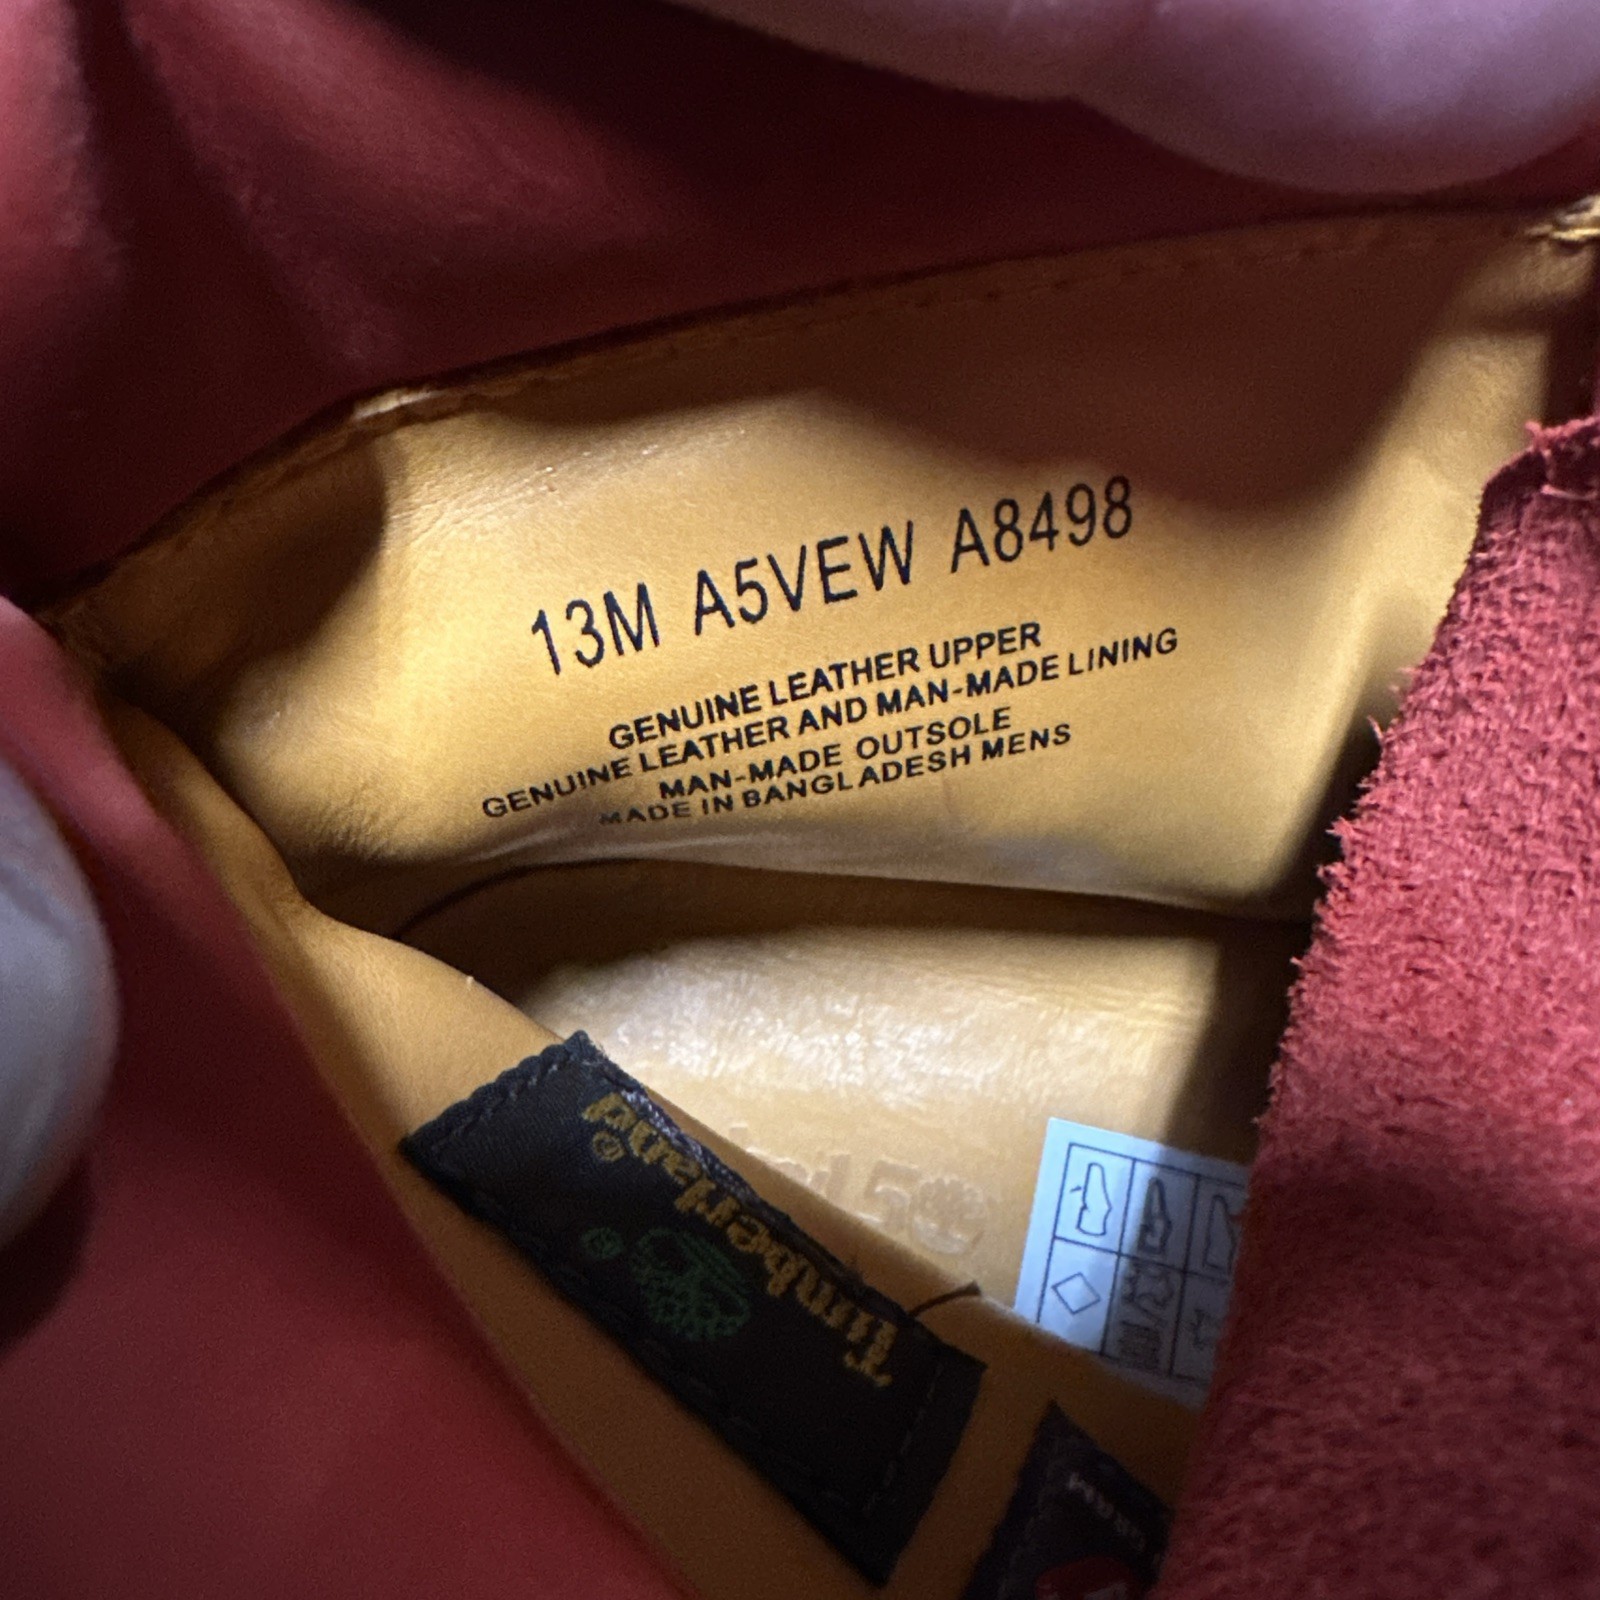 13M A5VEW A8498
GENUINE LEATHER UPPER
GENUINE LEATHER AND MAN-MADE LINING
MAN-MADE OUTSOLE
MADE IN BANGLADESH MENS
Timberland
®
®
50